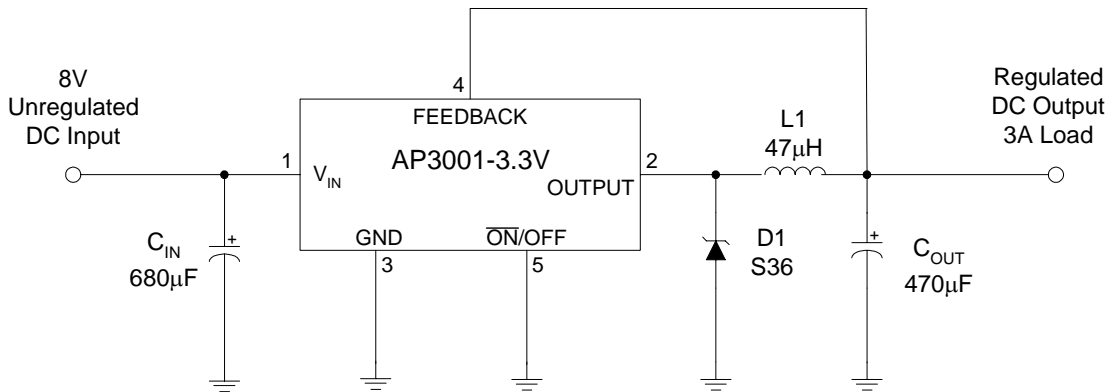 8V
Unregulated
DC Input
1
V_IN
4
FEEDBACK
AP3001-3.3V
2
OUTPUT
GND
3
O̅N̅/OFF
5
C_IN
680μF
+
L1
47μH
D1
S36
+
C_OUT
470μF
Regulated
DC Output
3A Load